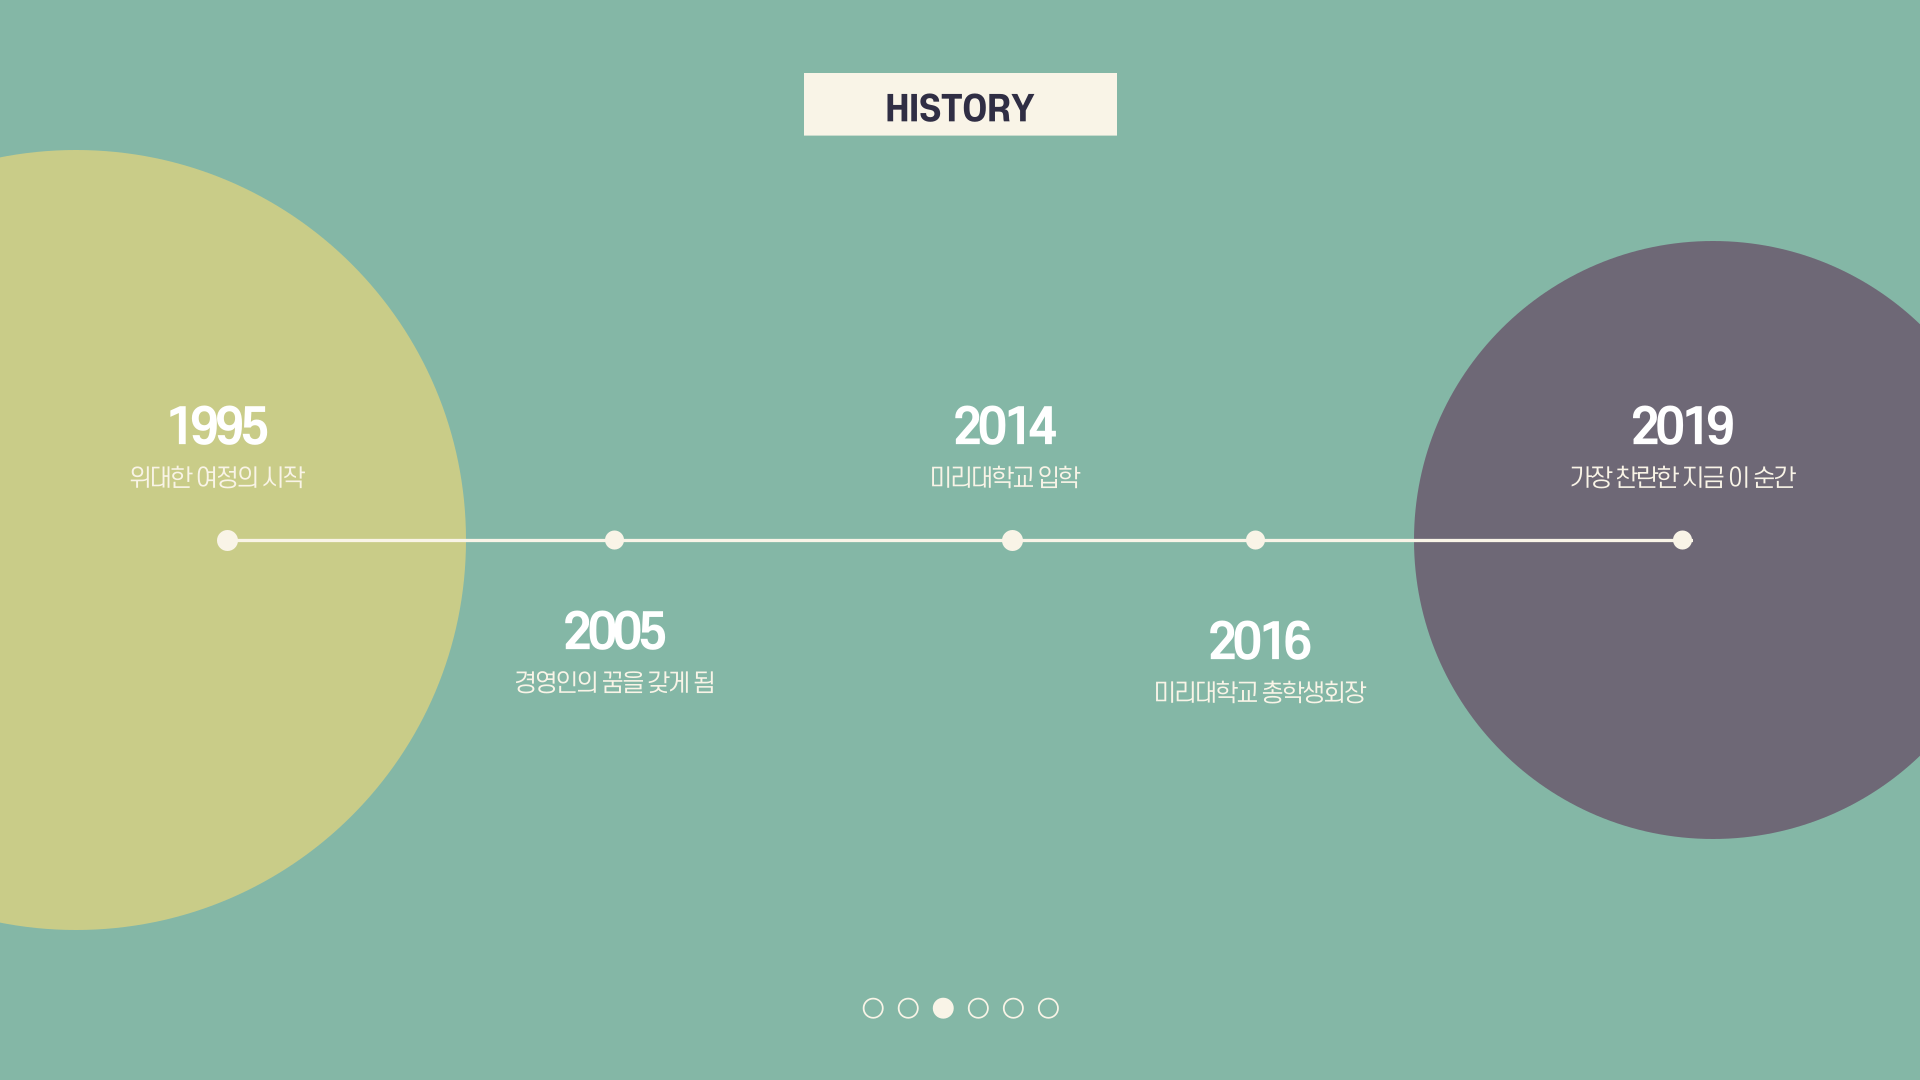 HISTORY
1995
위대한 여정의 시작
2005
경영인의 꿈을 갖게 됨
2014
미리대학교 입학
2016
미리대학교 총학생회장
2019
가장 찬란한 지금 이 순간